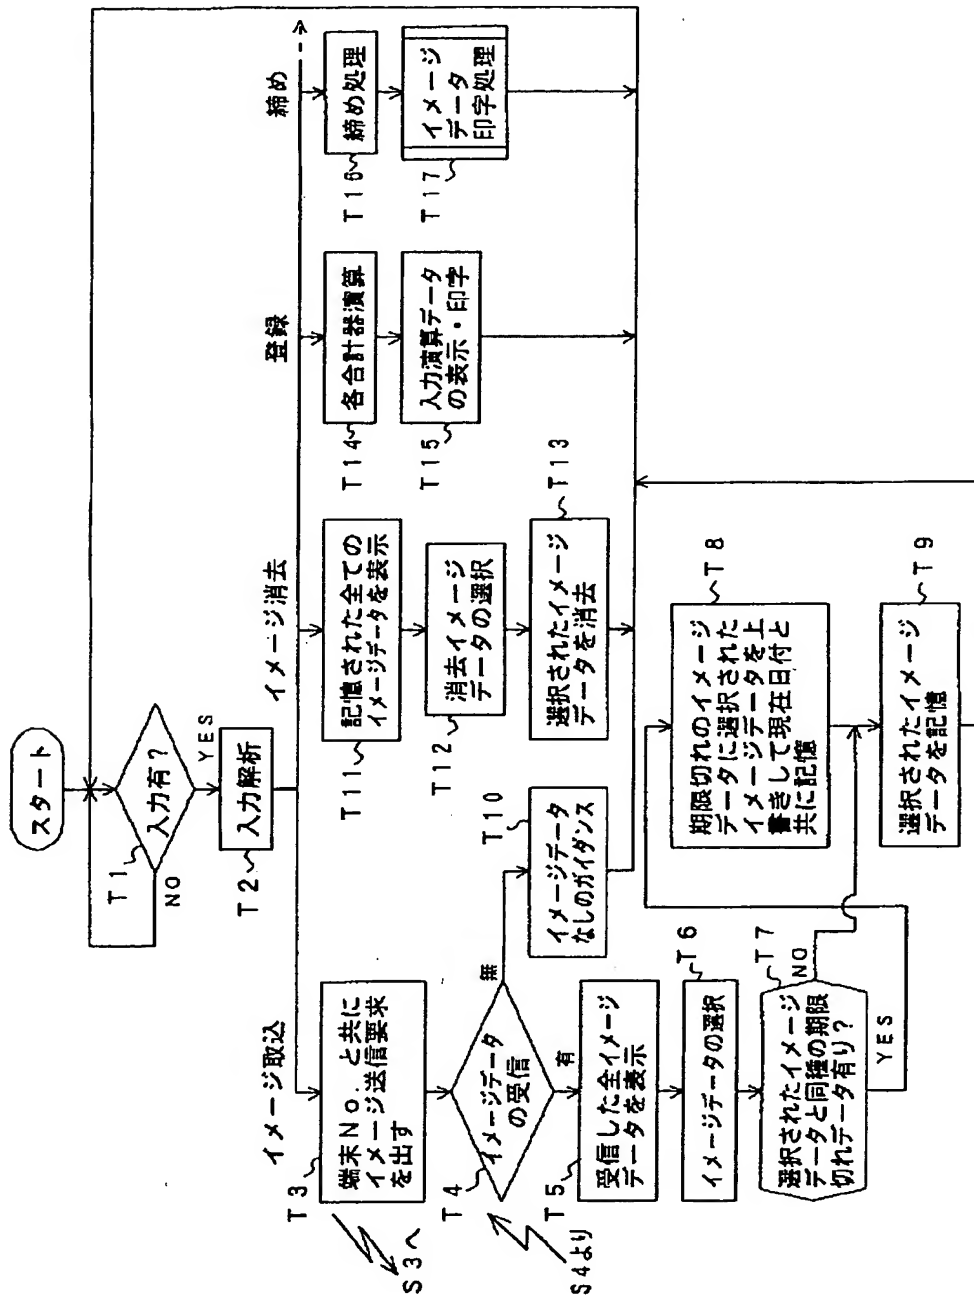 スタート
T1
入力有?
NO
YES
T2
入力解析
イメージ取込
T3
端末No.と共に
イメージ送信要求
を出す
S3へ
T4
イメージデータ
の受信
S4より
無
有
T10
イメージデータ
なしのガイダンス
T5
受信した全イメージ
データを表示
T6
イメージデータの選択
T7
選択されたイメージ
データと同種の期限
切れデータ有り?
NO
YES
T8
期限切れのイメージ
データに選択された
イメージデータを上
書きして現在日付と
共に記憶
T9
選択されたイメージ
データを記憶
イメージ消去
T11
記憶された全ての
イメージデータを表示
T12
消去イメージ
データの選択
T13
選択されたイメージ
データを消去
登録
T14
各合計器演算
T15
入力演算データ
の表示・印字
締め
T16
締め処理
T17
イメージ
データ
印字処理